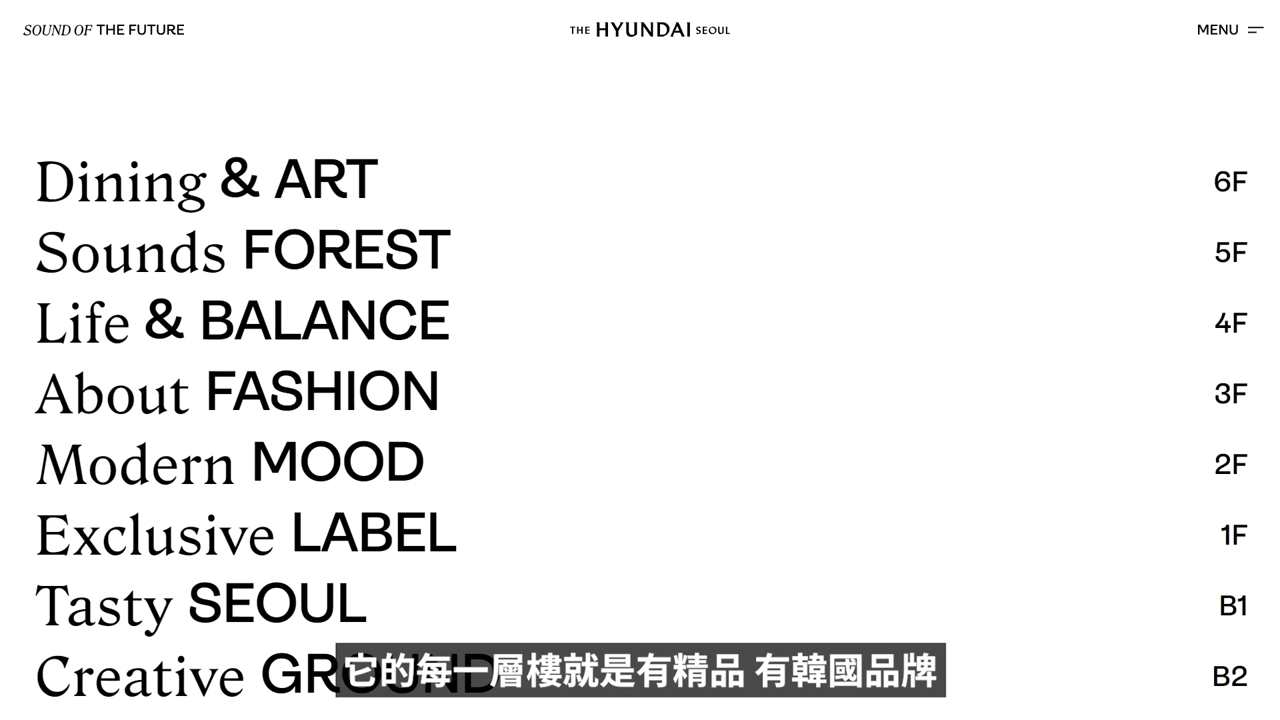 SOUND OF THE FUTURE
THE HYUNDAI SEOUL
MENU
Dining & ART 6F
Sounds FOREST 5F
Life & BALANCE 4F
About FASHION 3F
Modern MOOD 2F
Exclusive LABEL 1F
Tasty SEOUL B1
Creative GROUND B2
它的每一層樓就是有精品 有韓國品牌